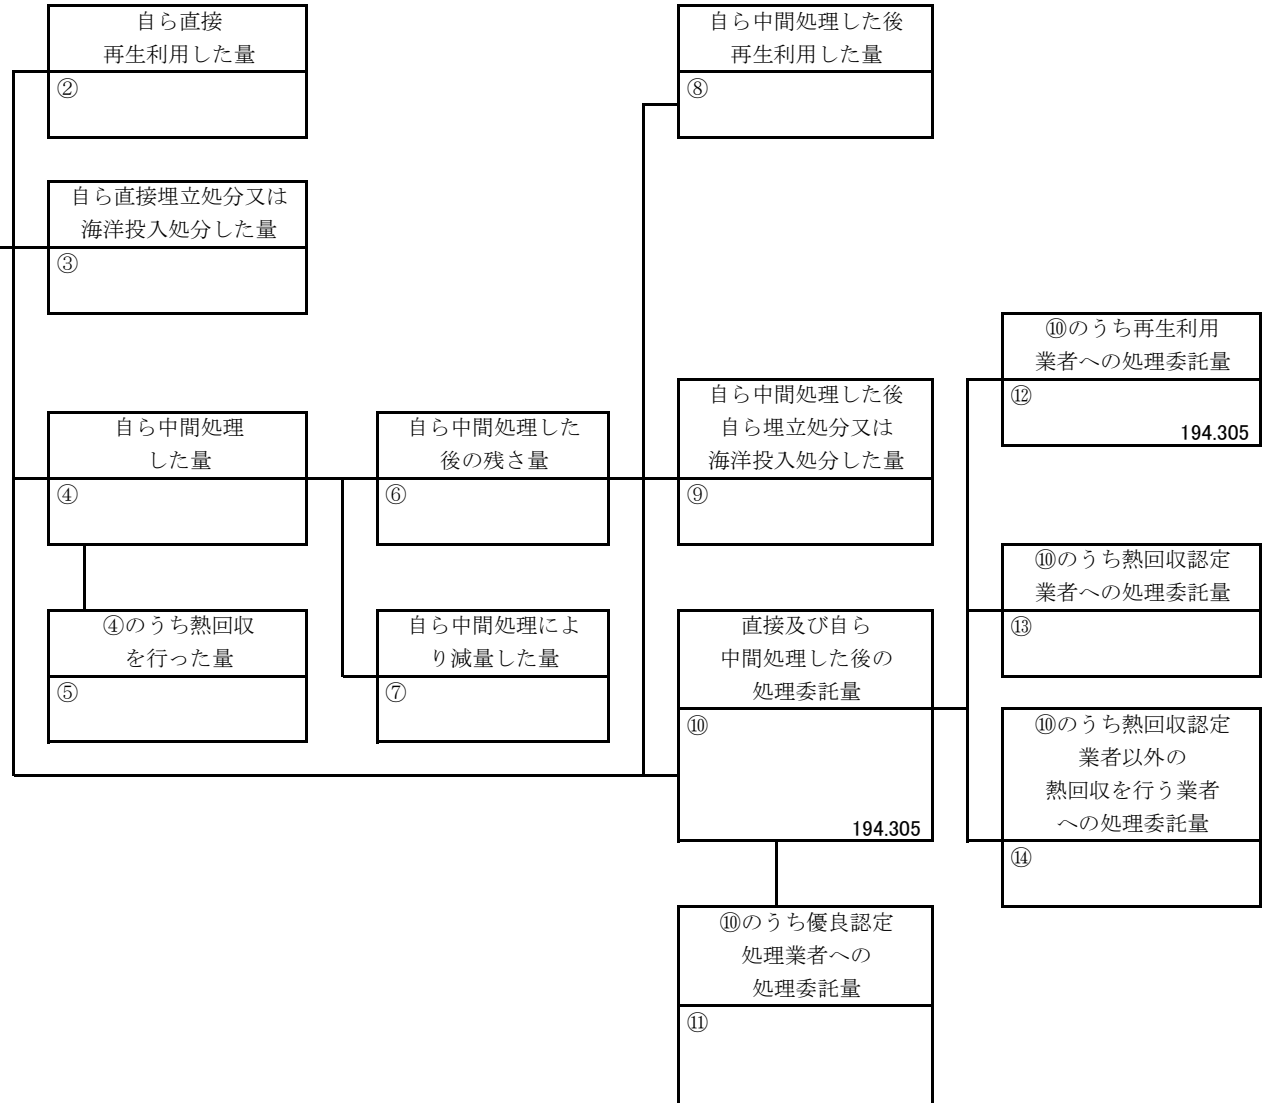 自ら直接
再生利用した量
②
自ら中間処理した後
再生利用した量
⑧
自ら直接埋立処分又は
海洋投入処分した量
③
⑩のうち再生利用
業者への処理委託量
⑫
194.305
自ら中間処理
した量
④
自ら中間処理した
後の残さ量
⑥
自ら中間処理した後
自ら埋立処分又は
海洋投入処分した量
⑨
⑩のうち熱回収認定
業者への処理委託量
⑬
④のうち熱回収
を行った量
⑤
自ら中間処理によ
り減量した量
⑦
直接及び自ら
中間処理した後の
処理委託量
⑩
194.305
⑩のうち熱回収認定
業者以外の
熱回収を行う業者
への処理委託量
⑭
⑩のうち優良認定
処理業者への
処理委託量
⑪